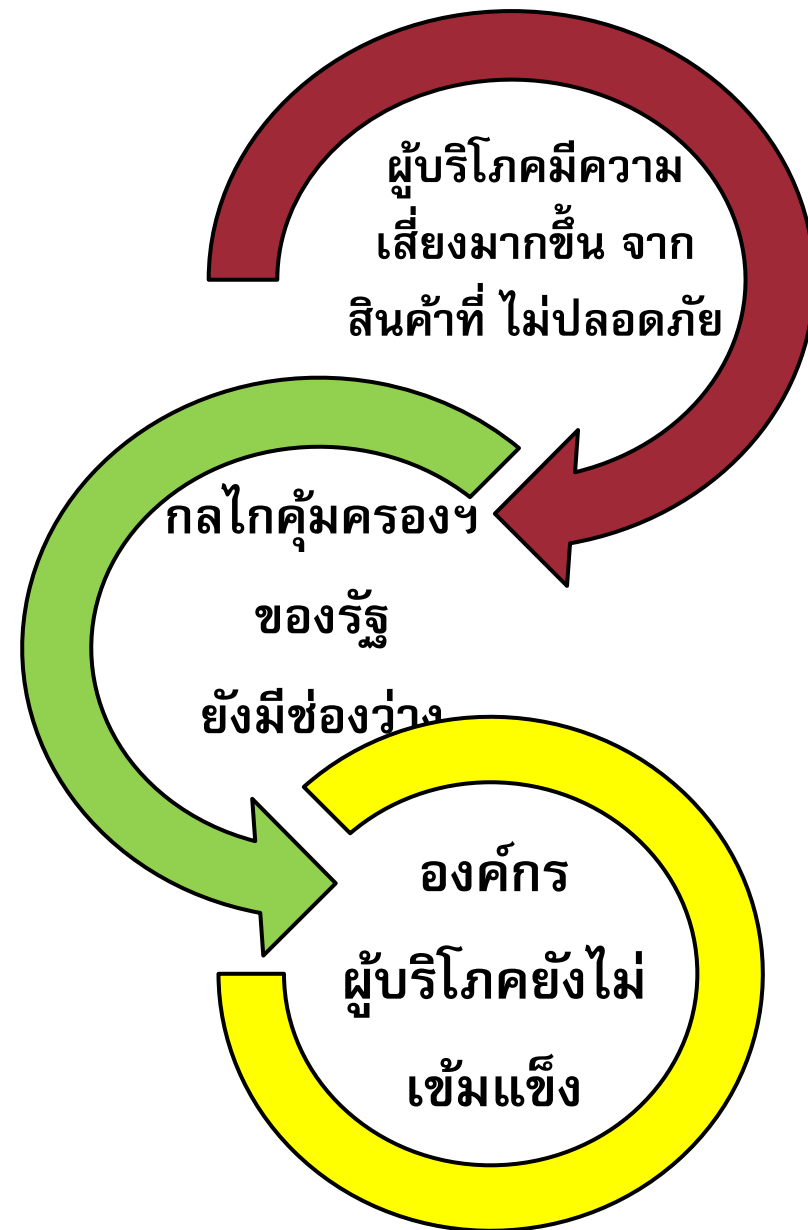 ผู้บริโภคมีความ
เสี่ยงมากขึ้น จาก
สินค้าที่ ไม่ปลอดภัย
กลไกคุ้มครองฯ
ของรัฐ
ยังมีช่องว่าง
องค์กร
ผู้บริโภคยังไม่
เข้มแข็ง